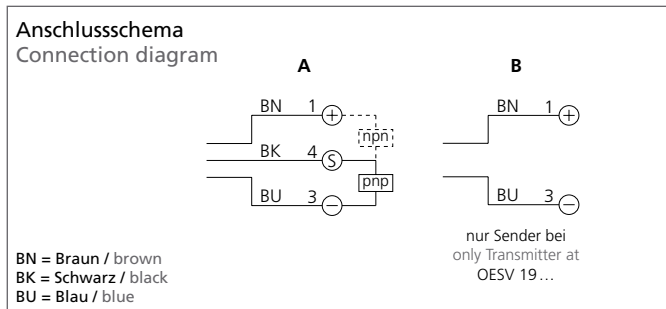 Anschlussschema
Connection diagram
A
BN 1 +
npn
BK 4 S
pnp
BU 3 −
B
BN 1 +
BU 3 −
nur Sender bei
only Transmitter at
OESV 19...
BN = Braun / brown
BK = Schwarz / black
BU = Blau / blue